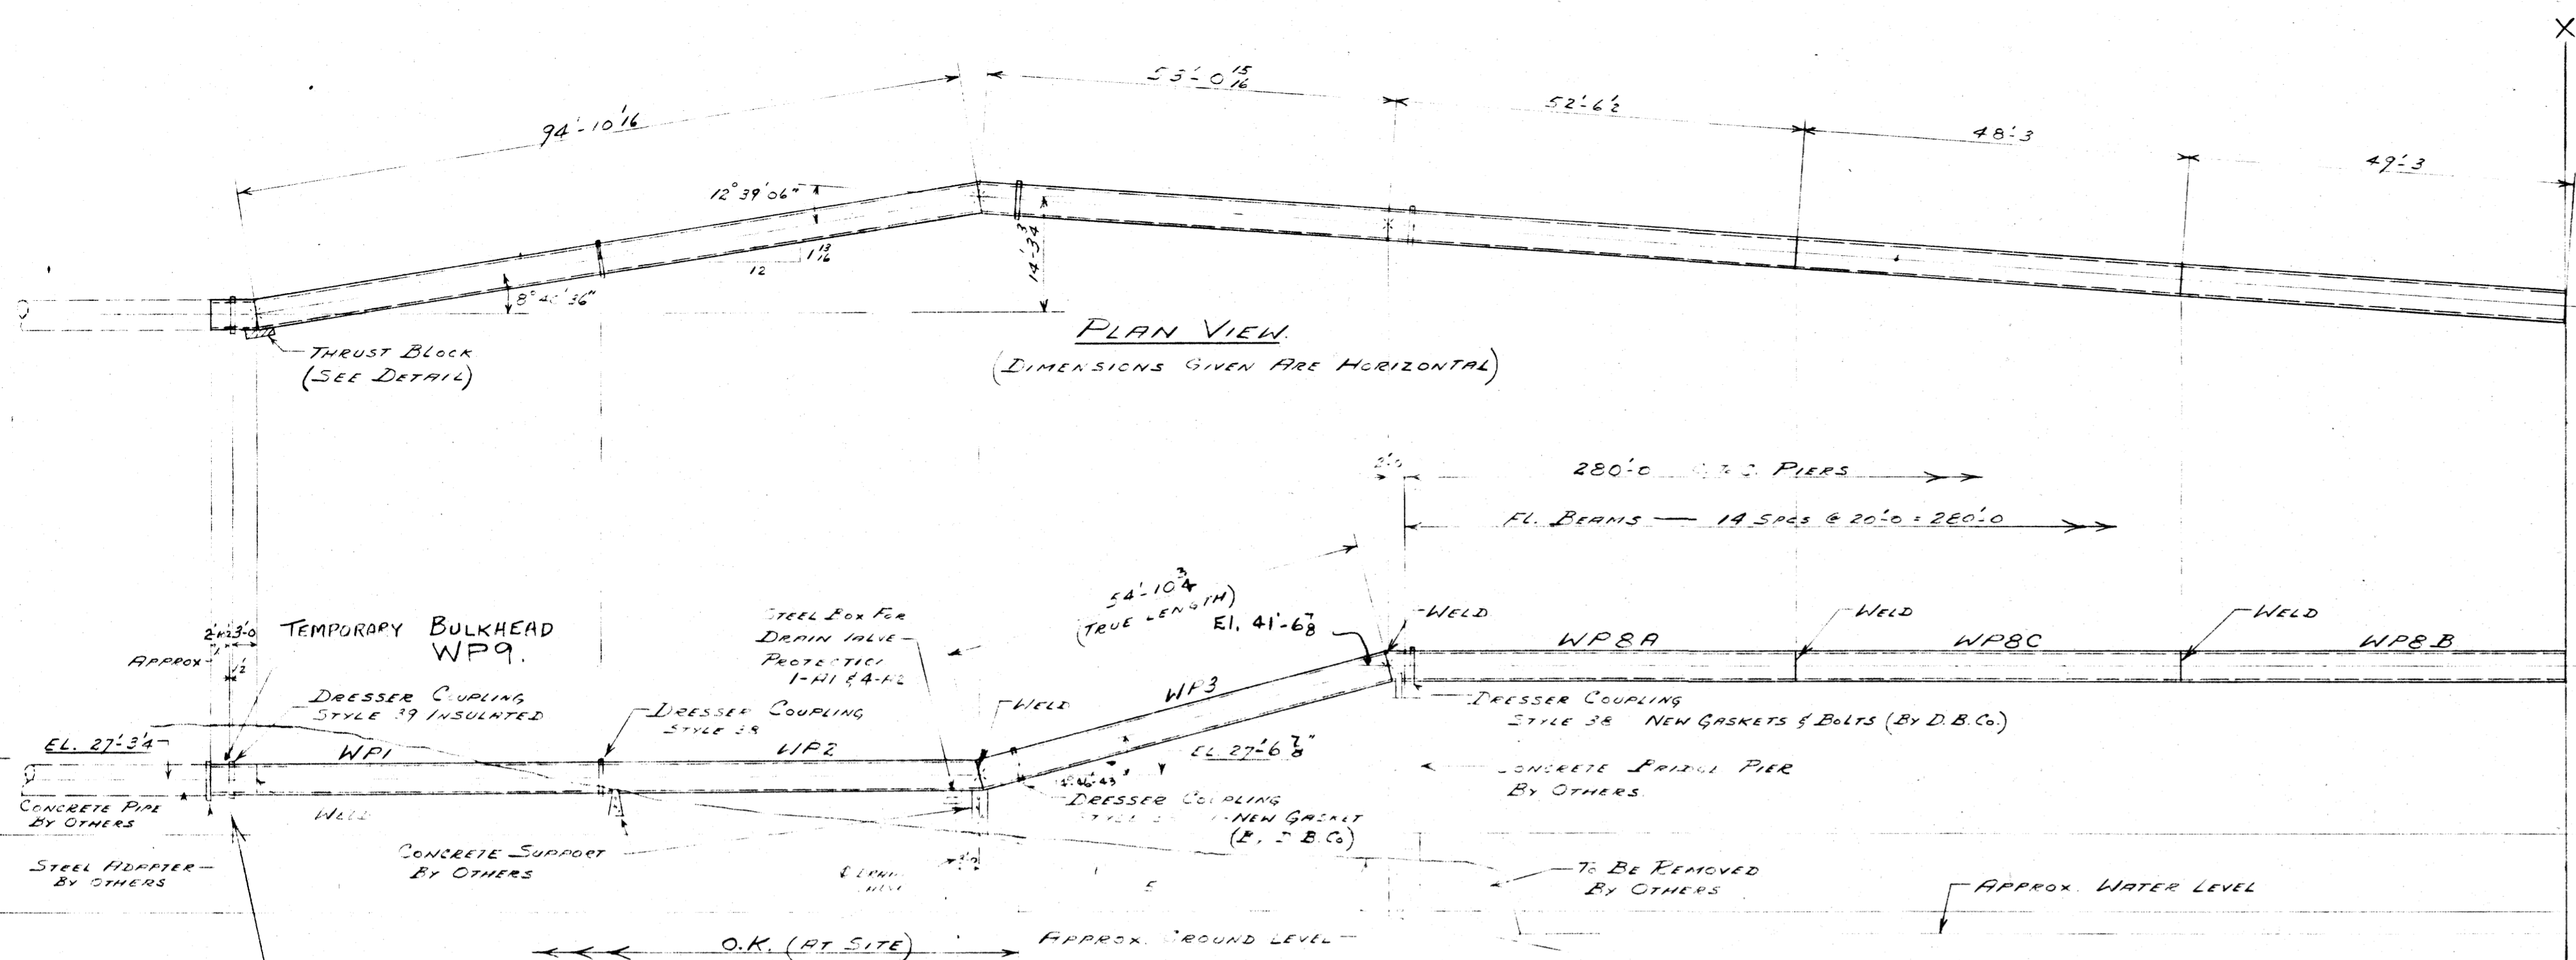 X
94'-10 1/16
53'-0 15/16
52'-6 1/2
48'-3
49'-3
12° 39' 06"
12
1 13/16
14'-3 3/4
36"
THRUST BLOCK
(SEE DETAIL)
PLAN VIEW.
(DIMENSIONS GIVEN ARE HORIZONTAL)
2'-0
280'-0 PIERS
FL. BEAMS — 14 SPCS @ 20'-0 = 280'-0
54'-10 3/4
(TRUE LENGTH)
EL. 41'-6 7/8
3'-0
APPROX
TEMPORARY BULKHEAD
WP9.
STEEL BOX FOR
DRAIN VALVE
WELD
WELD
WELD
WP8A
WP8C
WP8B
DRESSER COUPLING
STYLE 39 INSULATED
DRESSER COUPLING
STYLE 38
WELD
WP3
DRESSER COUPLING
STYLE 38 NEW GASKETS & BOLTS (BY D.B.CO.)
EL. 27'-3 1/4
WP1
WP2
EL. 27'-6 7/8"
CONCRETE PIPE
BY OTHERS
WELD
DRESSER COUPLING
NEW GASKET
CONCRETE BRIDGE PIER
BY OTHERS
STEEL ADAPTER
BY OTHERS
CONCRETE SUPPORT
BY OTHERS
TO BE REMOVED
BY OTHERS
APPROX. WATER LEVEL
O.K. (AT SITE)
APPROX. GROUND LEVEL